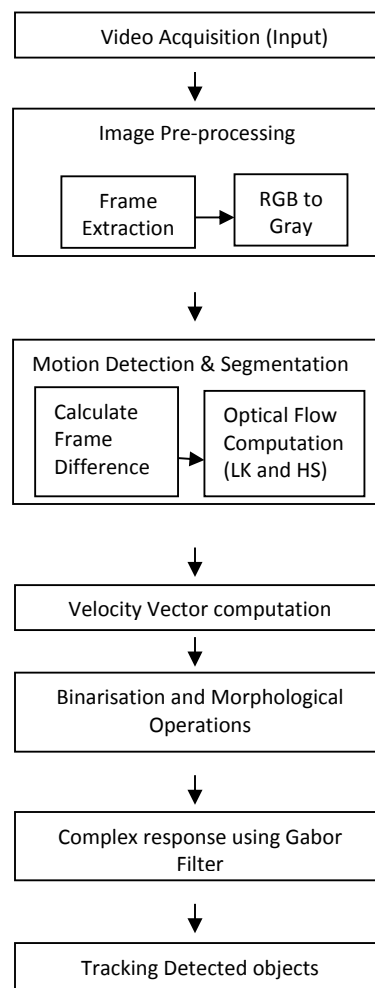 Video Acquisition (Input)
Image Pre-processing
Frame
Extraction
RGB to
Gray
Motion Detection & Segmentation
Calculate
Frame
Difference
Optical Flow
Computation
(LK and HS)
Velocity Vector computation
Binarisation and Morphological
Operations
Complex response using Gabor
Filter
Tracking Detected objects